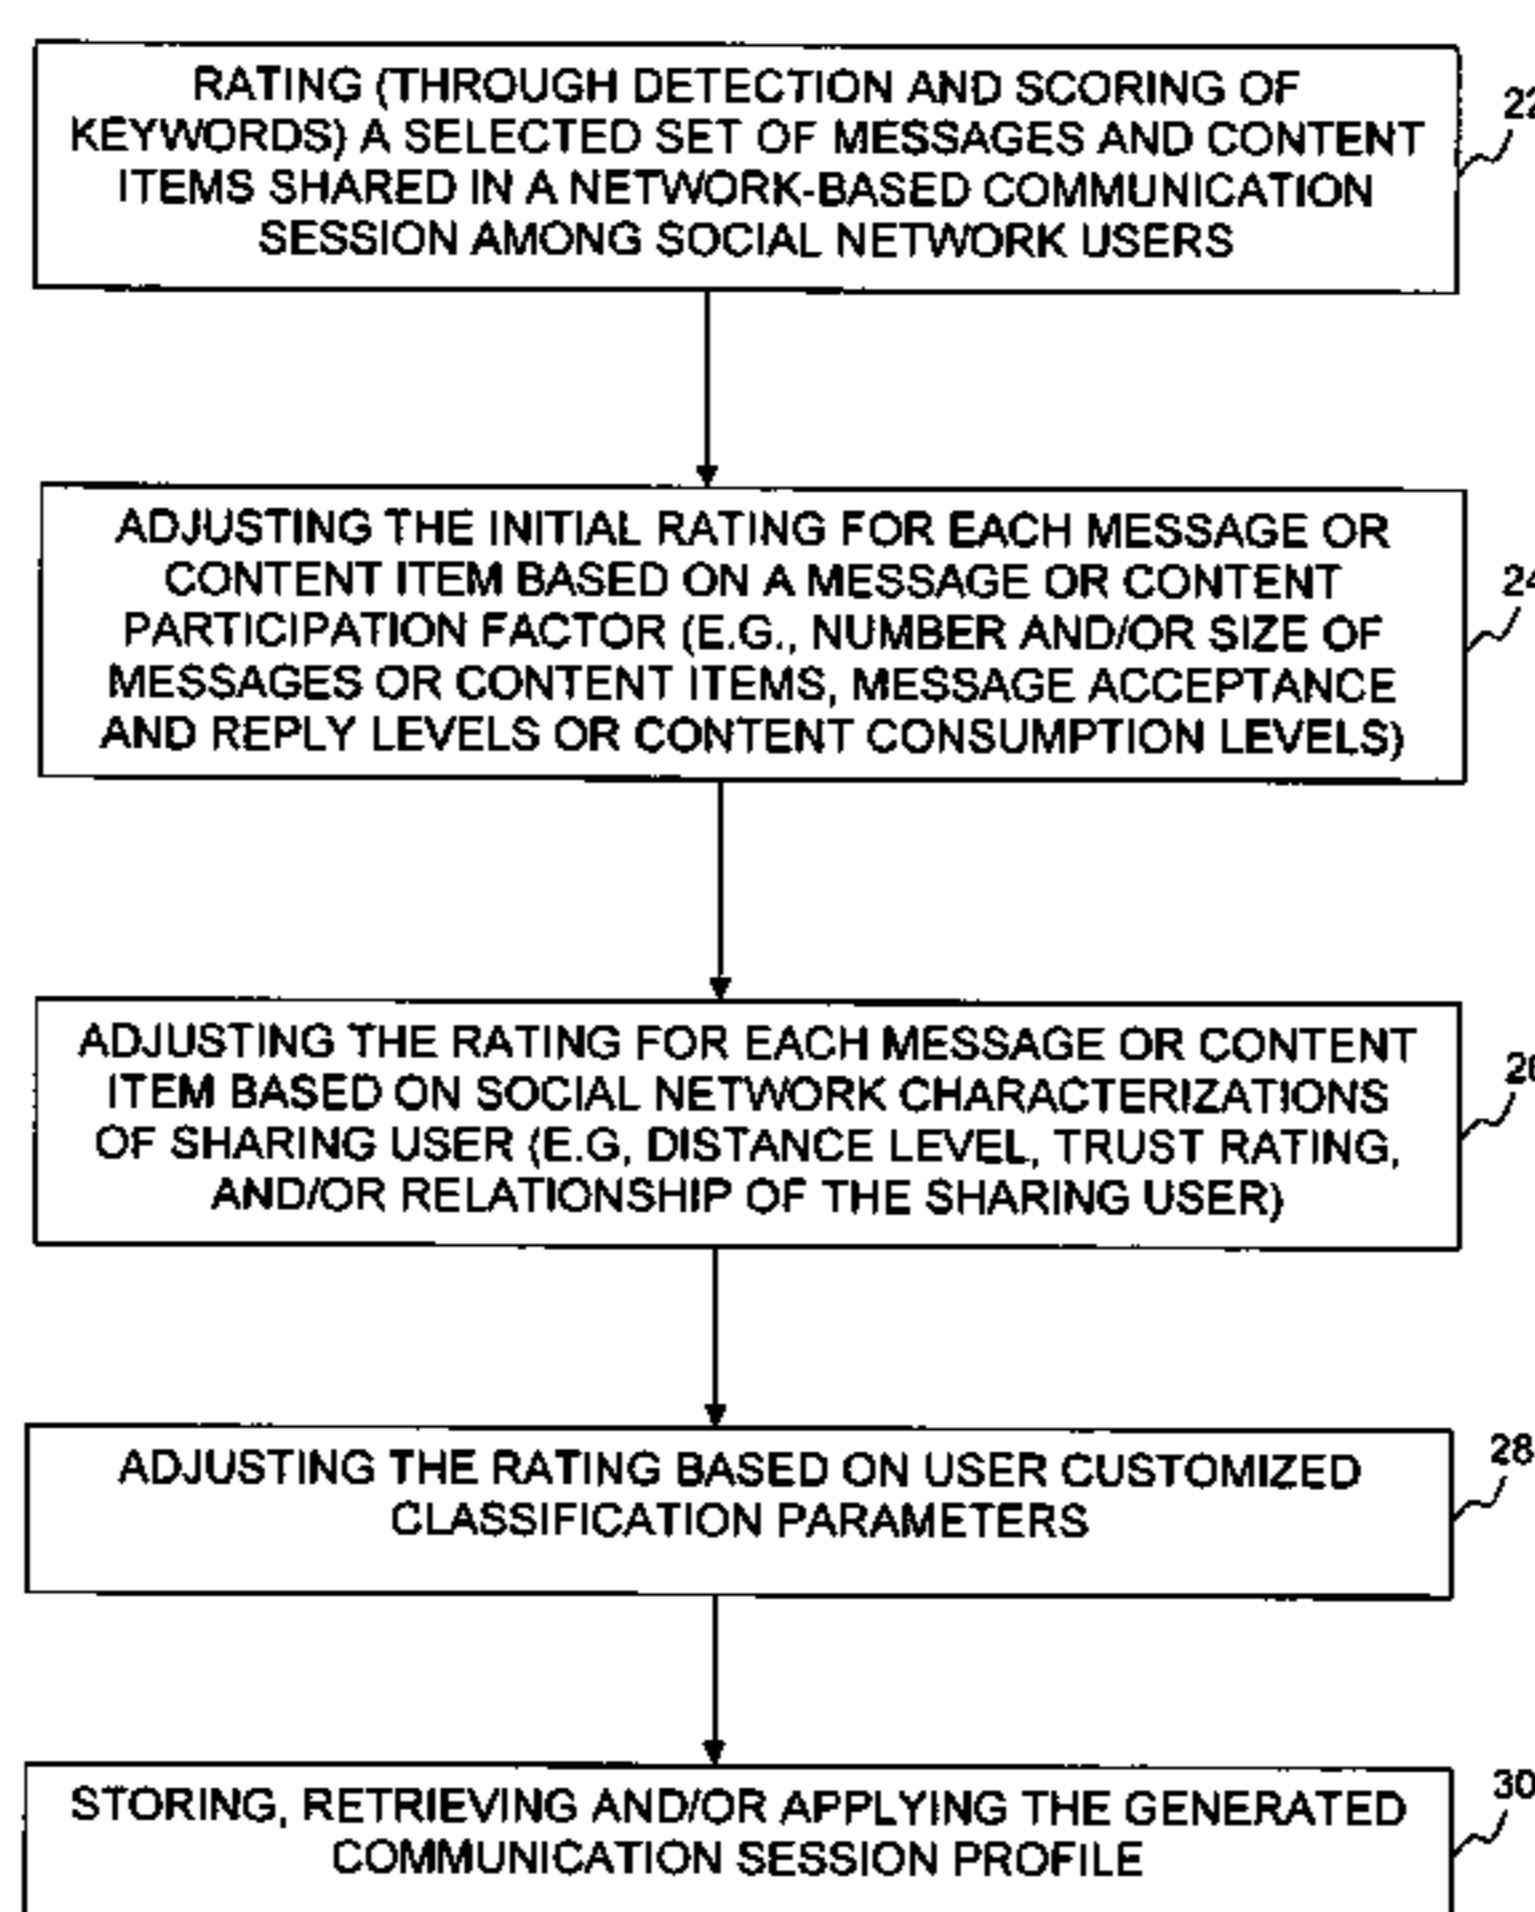 RATING (THROUGH DETECTION AND SCORING OF
KEYWORDS) A SELECTED SET OF MESSAGES AND CONTENT
ITEMS SHARED IN A NETWORK-BASED COMMUNICATION
SESSION AMONG SOCIAL NETWORK USERS
22
ADJUSTING THE INITIAL RATING FOR EACH MESSAGE OR
CONTENT ITEM BASED ON A MESSAGE OR CONTENT
PARTICIPATION FACTOR (E.G., NUMBER AND/OR SIZE OF
MESSAGES OR CONTENT ITEMS, MESSAGE ACCEPTANCE
AND REPLY LEVELS OR CONTENT CONSUMPTION LEVELS)
24
ADJUSTING THE RATING FOR EACH MESSAGE OR CONTENT
ITEM BASED ON SOCIAL NETWORK CHARACTERIZATIONS
OF SHARING USER (E.G, DISTANCE LEVEL, TRUST RATING,
AND/OR RELATIONSHIP OF THE SHARING USER)
26
ADJUSTING THE RATING BASED ON USER CUSTOMIZED
CLASSIFICATION PARAMETERS
28
STORING, RETRIEVING AND/OR APPLYING THE GENERATED
COMMUNICATION SESSION PROFILE
30